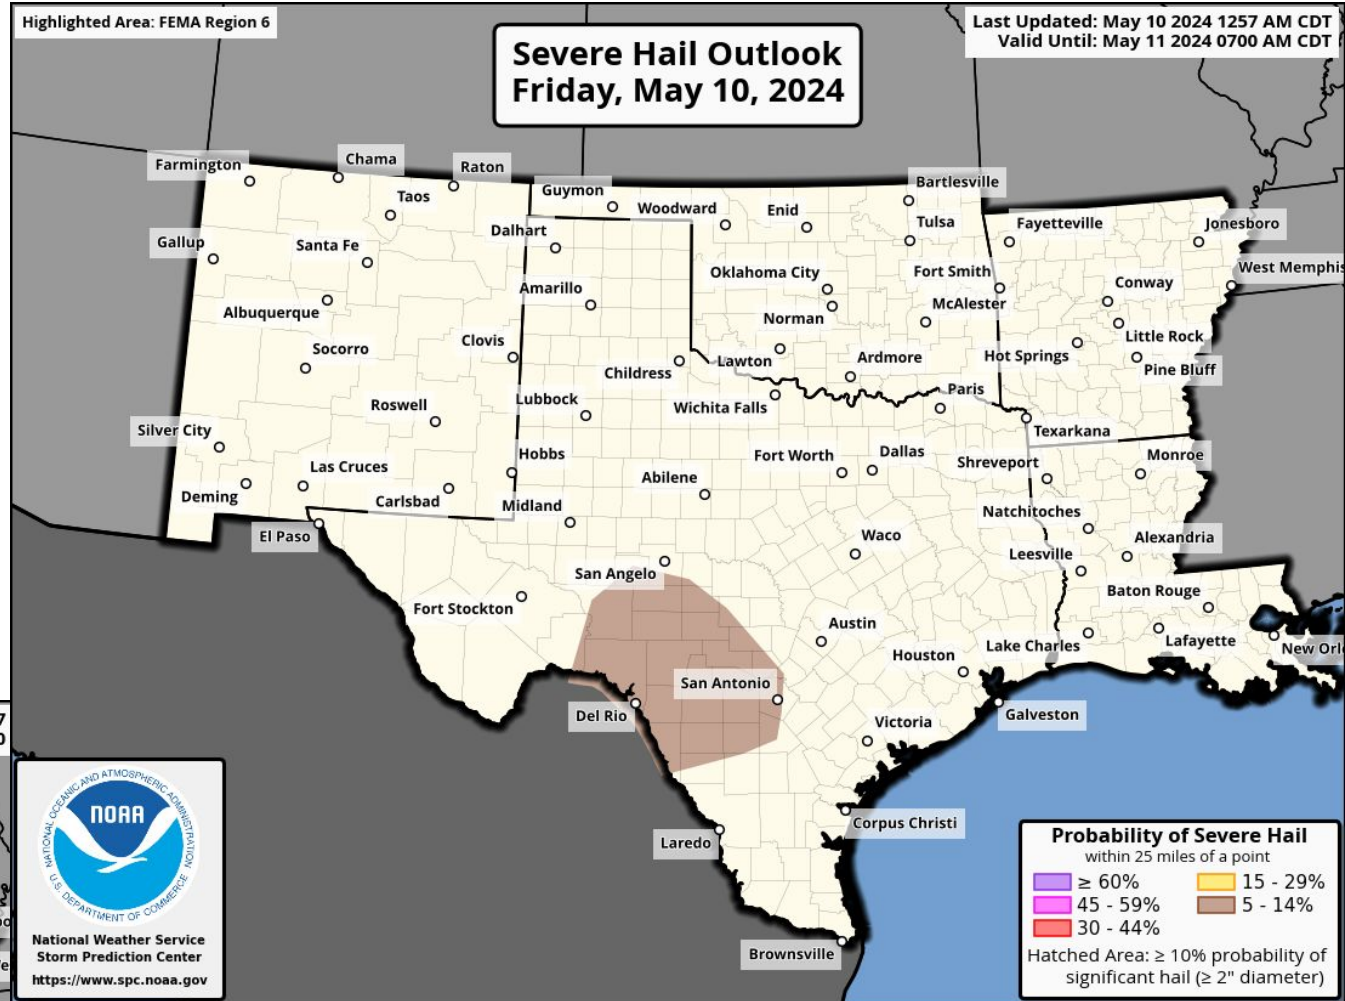 Highlighted Area: FEMA Region 6
Last Updated: May 10 2024 1257 AM CDT
Valid Until: May 11 2024 0700 AM CDT
Severe Hail Outlook
Friday, May 10, 2024
Farmington
Chama
Raton
Taos
Guymon
Woodward
Enid
Bartlesville
Tulsa
Fayetteville
Jonesboro
Gallup
Santa Fe
Dalhart
Oklahoma City
Fort Smith
West Memphis
Amarillo
Conway
Albuquerque
Norman
McAlester
Socorro
Clovis
Little Rock
Childress
Lawton
Ardmore
Hot Springs
Pine Bluff
Roswell
Lubbock
Wichita Falls
Paris
Silver City
Texarkana
Las Cruces
Hobbs
Abilene
Fort Worth
Dallas
Shreveport
Monroe
Deming
Carlsbad
Midland
Natchitoches
El Paso
Waco
Alexandria
San Angelo
Leesville
Fort Stockton
Baton Rouge
Austin
Lake Charles
Lafayette
New Orl
Houston
San Antonio
Del Rio
Victoria
Galveston
Corpus Christi
Laredo
Brownsville
7
0
NATIONAL OCEANIC AND ATMOSPHERIC ADMINISTRATION
NOAA
U.S. DEPARTMENT OF COMMERCE
National Weather Service
Storm Prediction Center
https://www.spc.noaa.gov
Probability of Severe Hail
within 25 miles of a point
≥ 60%
15 - 29%
45 - 59%
5 - 14%
30 - 44%
Hatched Area: ≥ 10% probability of
significant hail (≥ 2" diameter)